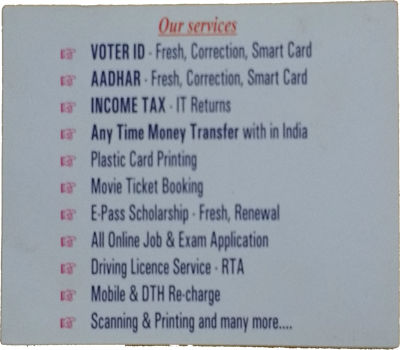 Our services
VOTER ID - Fresh, Correction, Smart Card
AADHAR - Fresh, Correction, Smart Card
INCOME TAX - IT Returns
Any Time Money Transfer with in India
Plastic Card Printing
Movie Ticket Booking
E-Pass Scholarship - Fresh, Renewal
All Online Job & Exam Application
Driving Licence Service - RTA
Mobile & DTH Re-charge
Scanning & Printing and many more....